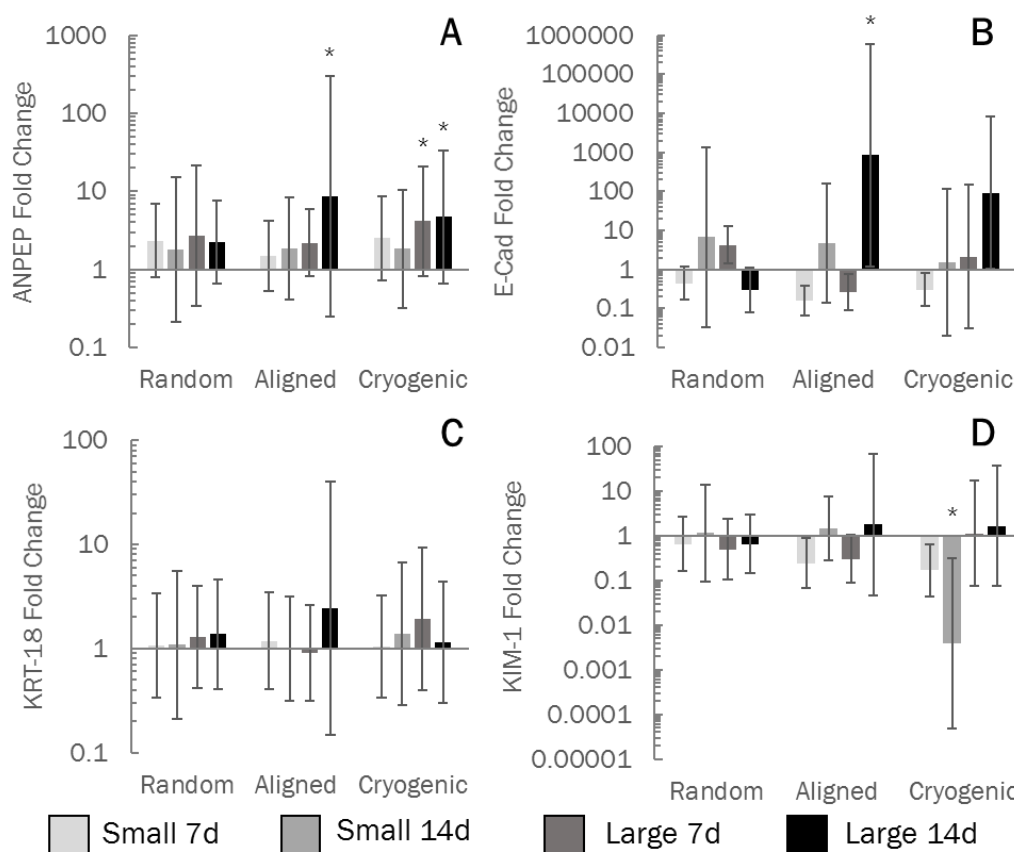 A
ANPEP Fold Change
1000
100
10
1
0.1
*
*
*
Random Aligned Cryogenic
B
E-Cad Fold Change
1000000
100000
10000
1000
100
10
1
0.1
0.01
*
Random Aligned Cryogenic
C
KRT-18 Fold Change
100
10
1
0.1
Random Aligned Cryogenic
D
KIM-1 Fold Change
100
10
1
0.1
0.01
0.001
0.0001
0.00001
*
Random Aligned Cryogenic
Small 7d Small 14d Large 7d Large 14d